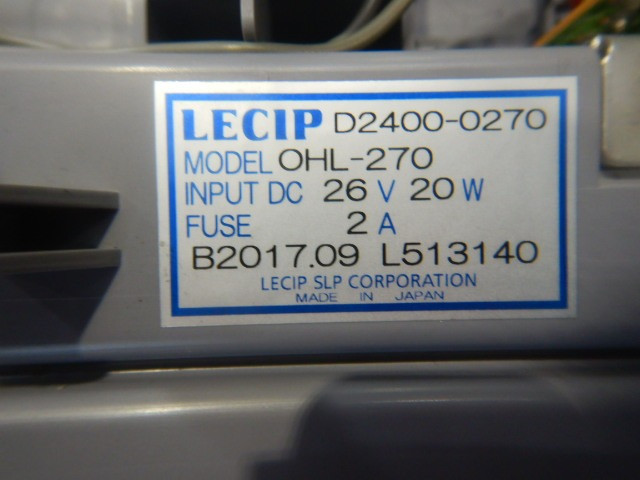 LECIP D2400-0270
MODEL OHL-270
INPUT DC 26 V 20 W
FUSE 2 A
B2017.09 L513140
LECIP SLP CORPORATION
MADE IN JAPAN